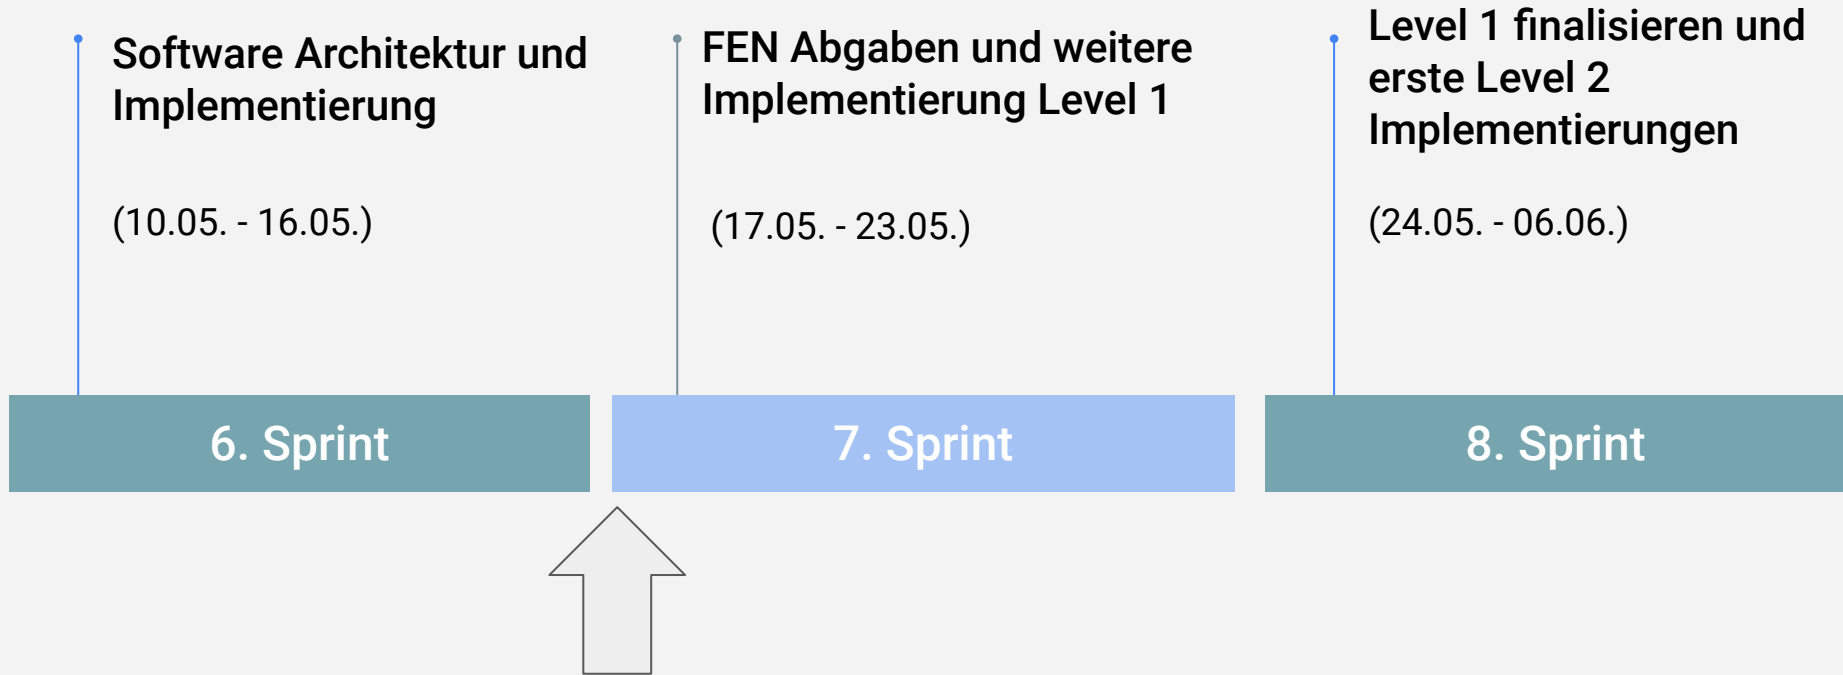 Software Architektur und
Implementierung
(10.05. - 16.05.)
FEN Abgaben und weitere
Implementierung Level 1
(17.05. - 23.05.)
Level 1 finalisieren und
erste Level 2
Implementierungen
(24.05. - 06.06.)
6. Sprint
7. Sprint
8. Sprint